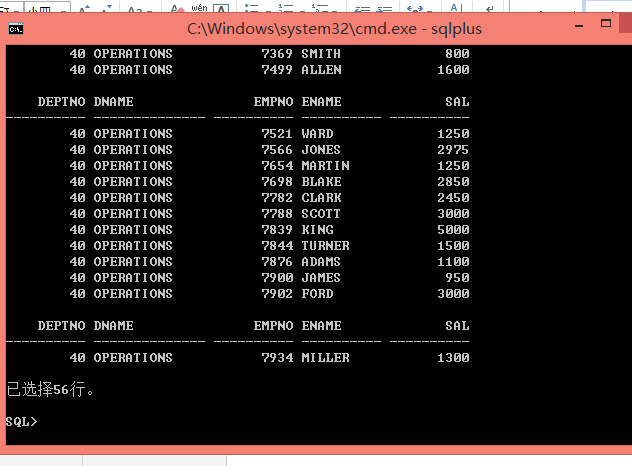 wén
C:\Windows\system32\cmd.exe - sqlplus
40 OPERATIONS 7369 SMITH 800
40 OPERATIONS 7499 ALLEN 1600
DEPTNO DNAME EMPNO ENAME SAL
---------- -------------- ---------- ---------- ----------
40 OPERATIONS 7521 WARD 1250
40 OPERATIONS 7566 JONES 2975
40 OPERATIONS 7654 MARTIN 1250
40 OPERATIONS 7698 BLAKE 2850
40 OPERATIONS 7782 CLARK 2450
40 OPERATIONS 7788 SCOTT 3000
40 OPERATIONS 7839 KING 5000
40 OPERATIONS 7844 TURNER 1500
40 OPERATIONS 7876 ADAMS 1100
40 OPERATIONS 7900 JAMES 950
40 OPERATIONS 7902 FORD 3000
DEPTNO DNAME EMPNO ENAME SAL
---------- -------------- ---------- ---------- ----------
40 OPERATIONS 7934 MILLER 1300
已选择56行。
SQL>